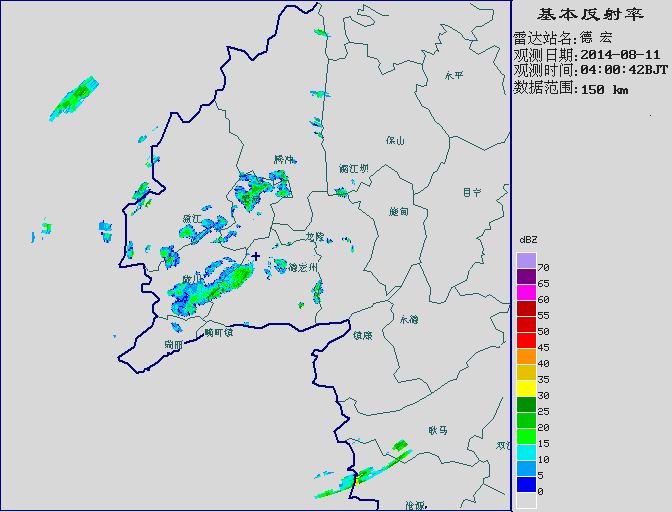 基本反射率
雷达站名:德 宏
观测日期:2014-08-11
观测时间:04:00:42BJT
数据范围:150 km
永平
保山
腾冲
潞江坝
昌宁
施甸
盈江
龙陵
德宏州
陇川
永德
镇康
畹町镇
瑞丽
耿马
双江
沧源
dBZ
70
65
60
55
50
45
40
35
30
25
20
15
10
5
0